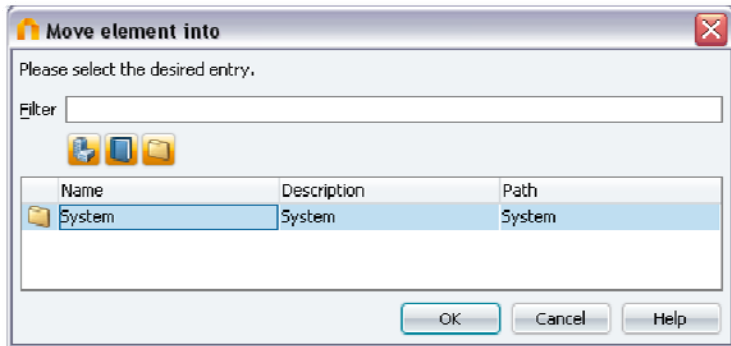 Move element into
Please select the desired entry.
Filter
Name Description Path
System System System
OK Cancel Help